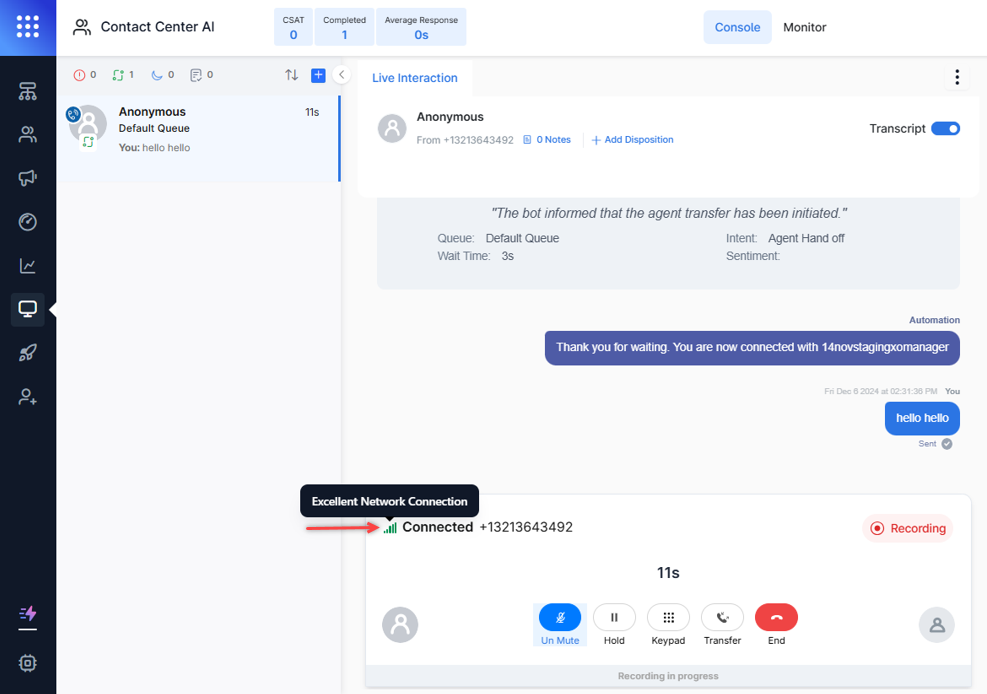 Contact Center AI
CSAT
0
Completed
1
Average Response
0s
Console
Monitor
0
1
0
0
Live Interaction
Anonymous
11s
Default Queue
You: hello hello
Anonymous
From +13213643492
0 Notes
Add Disposition
Transcript
"The bot informed that the agent transfer has been initiated."
Queue: Default Queue
Intent: Agent Hand off
Wait Time: 3s
Sentiment:
Automation
Thank you for waiting. You are now connected with 14novstagingxomanager
Fri Dec 6 2024 at 02:31:36 PM You
hello hello
Sent
Excellent Network Connection
Connected +13213643492
Recording
11s
Un Mute
Hold
Keypad
Transfer
End
Recording in progress